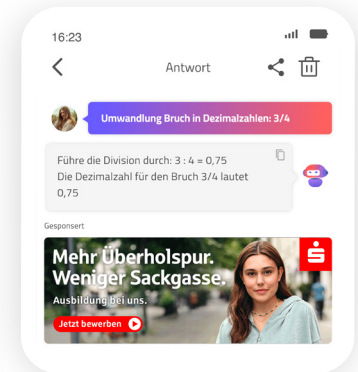 16:23
Antwort
Umwandlung Bruch in Dezimalzahlen: 3/4
Führe die Division durch: 3 : 4 = 0,75
Die Dezimalzahl für den Bruch 3/4 lautet
0,75
Gesponsert
Mehr Überholspur.
Weniger Sackgasse.
Ausbildung bei uns.
Jetzt bewerben